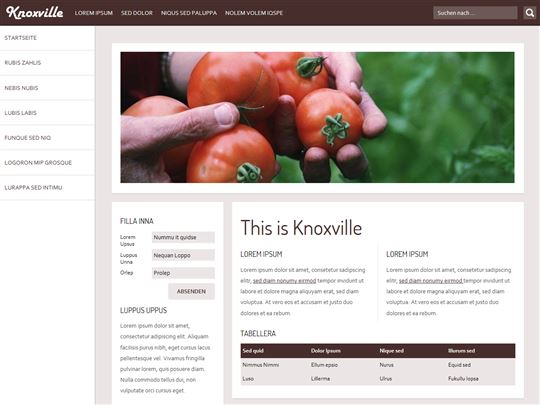 Knoxville LOREM IPSUM SED DOLOR NIQUS SED PALUPPA NOLEM VOLEM IQSPE Suchen nach ...
STARTSEITE
RUBIS ZAHLIS
NEBIS NUBIS
LUBIS LABIS
FUNQUE SED NIQ
LOGORON MIP GROSQUE
LURAPPA SED INTIMU
FILLA INNA
Lorem Upsus
Nummu it quidse
Luppus Unna
Nequan Loppo
Orlep
Prolep
ABSENDEN
LUPPUS UPPUS
Lorem ipsum dolor sit amet,
consetetur adipiscing elit. Aliquam
facilisis purus nibh, eget cursus lacus
pellentesque vel. Vivamus fringilla
pulvinar lorem, quis posuere diam.
Nulla commodo tellus dui, non
vulputate orci cursus eget.
This is Knoxville
LOREM IPSUM
Lorem ipsum dolor sit amet, consetetur sadipscing
elitr, sed diam nonumy eirmod tempor invidunt ut
labore et dolore magna aliquyam erat, sed diam
voluptua. At vero eos et accusam et justo duo
dolores et ea rebum.
LOREM IPSUM
Lorem ipsum dolor sit amet, consetetur sadipscing
elitr, sed diam nonumy eirmod tempor invidunt ut
labore et dolore magna aliquyam erat, sed diam
voluptua. At vero eos et accusam et justo duo
dolores et ea rebum.
TABELLERA
Sed quid Dolor Ipsum Nique sed Illurum sed
Nimmus Nimmi Ellum epsio Nurus Equid sed
Luso Lillerma Ulrus Fukullu lopsa